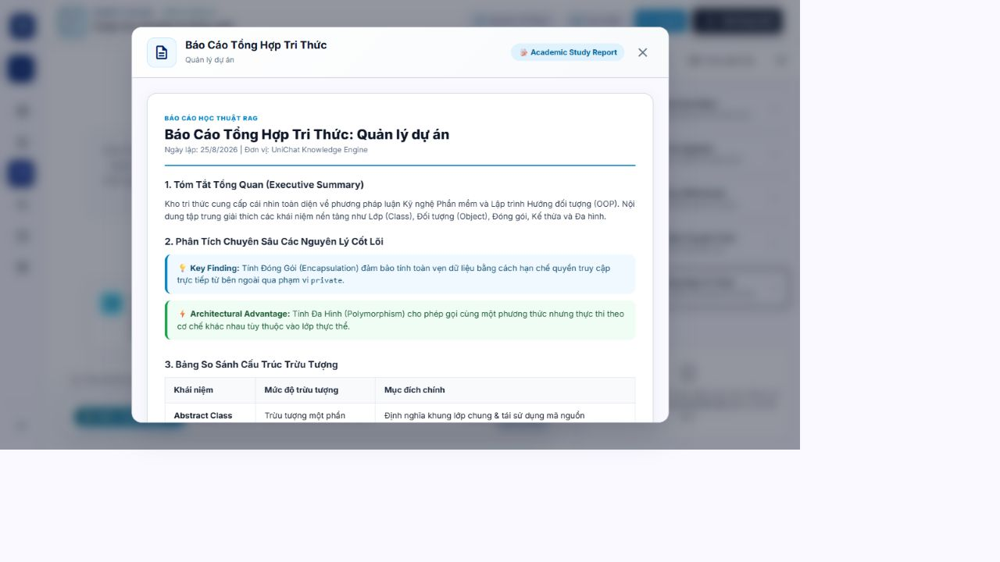 Báo Cáo Tổng Hợp Tri Thức
Quản lý dự án
Academic Study Report
BÁO CÁO HỌC THUẬT RAG
Báo Cáo Tổng Hợp Tri Thức: Quản lý dự án
Ngày lập: 25/8/2026 | Đơn vị: UniChat Knowledge Engine
1. Tóm Tắt Tổng Quan (Executive Summary)
Kho tri thức cung cấp cái nhìn toàn diện về phương pháp luận Kỹ nghệ Phần mềm và Lập trình Hướng đối tượng (OOP). Nội
dung tập trung giải thích các khái niệm nền tảng như Lớp (Class), Đối tượng (Object), Đóng gói, Kế thừa và Đa hình.
2. Phân Tích Chuyên Sâu Các Nguyên Lý Cốt Lõi
💡 Key Finding: Tính Đóng Gói (Encapsulation) đảm bảo tính toàn vẹn dữ liệu bằng cách hạn chế quyền truy cập
trực tiếp từ bên ngoài qua phạm vi private.
⚡ Architectural Advantage: Tính Đa Hình (Polymorphism) cho phép gọi cùng một phương thức nhưng thực thi theo
cơ chế khác nhau tùy thuộc vào lớp thực thể.
3. Bảng So Sánh Cấu Trúc Trừu Tượng
Khái niệm Mức độ trừu tượng Mục đích chính
Abstract Class Trừu tượng một phần Định nghĩa khung lớp chung & tái sử dụng mã nguồn